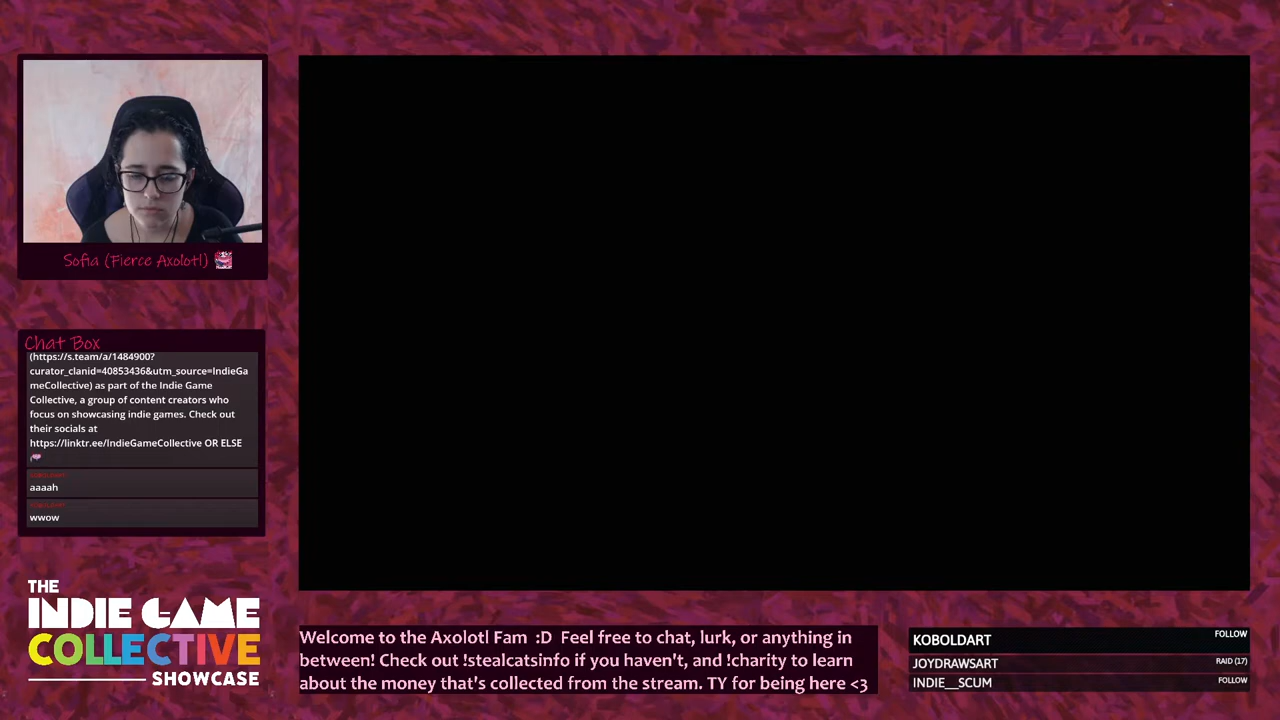 Sofia (Fierce Axolotl)
Chat Box
(https://s.team/a/1484900?
curator_clanid=40853436&utm_source=IndieGa
meCollective) as part of the Indie Game
Collective, a group of content creators who
focus on showcasing indie games. Check out
their socials at
https://linktr.ee/IndieGameCollective OR ELSE
aaaah
wwow
THE
INDIE GAME
COLLECTIVE
SHOWCASE
Welcome to the Axolotl Fam :D Feel free to chat, lurk, or anything in
between! Check out !stealcatsinfo if you haven't, and !charity to learn
about the money that's collected from the stream. TY for being here <3
KOBOLDART FOLLOW
JOYDRAWSART RAID (17)
INDIE__SCUM FOLLOW